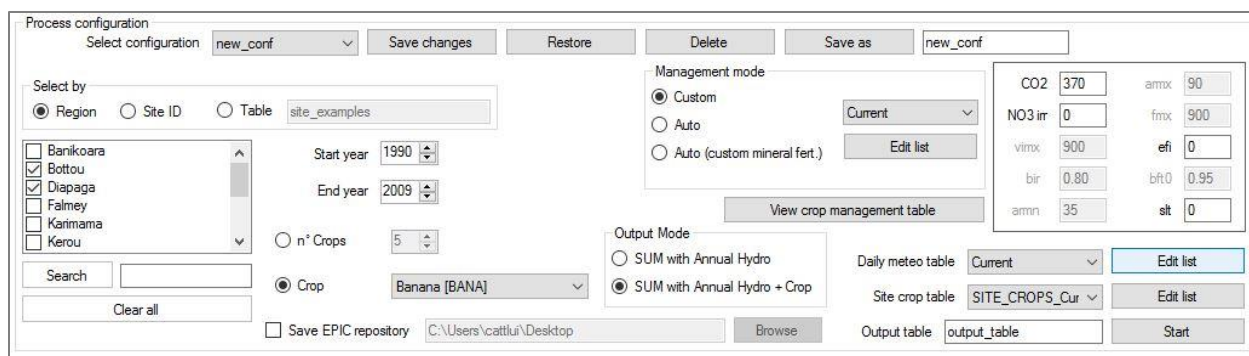 Process configuration
Select configuration new_conf Save changes Restore Delete Save as new_conf
Select by
Region Site ID Table site_examples
Management mode
Custom Current
Auto
Auto (custom mineral fert.) Edit list
CO2 370 armx 90
NO3 irr 0 fmx 900
vimx 900 efi 0
bir 0.80 bft0 0.95
armn 35 slt 0
Banikoara
Bottou
Diapaga
Falmey
Karimama
Kerou
Start year 1990
End year 2009
View crop management table
n° Crops 5
Crop Banana [BANA]
Output Mode
SUM with Annual Hydro
SUM with Annual Hydro + Crop
Daily meteo table Current Edit list
Site crop table SITE_CROPS_Cur Edit list
Search
Clear all
Save EPIC repository C:\Users\cattlui\Desktop Browse
Output table output_table Start